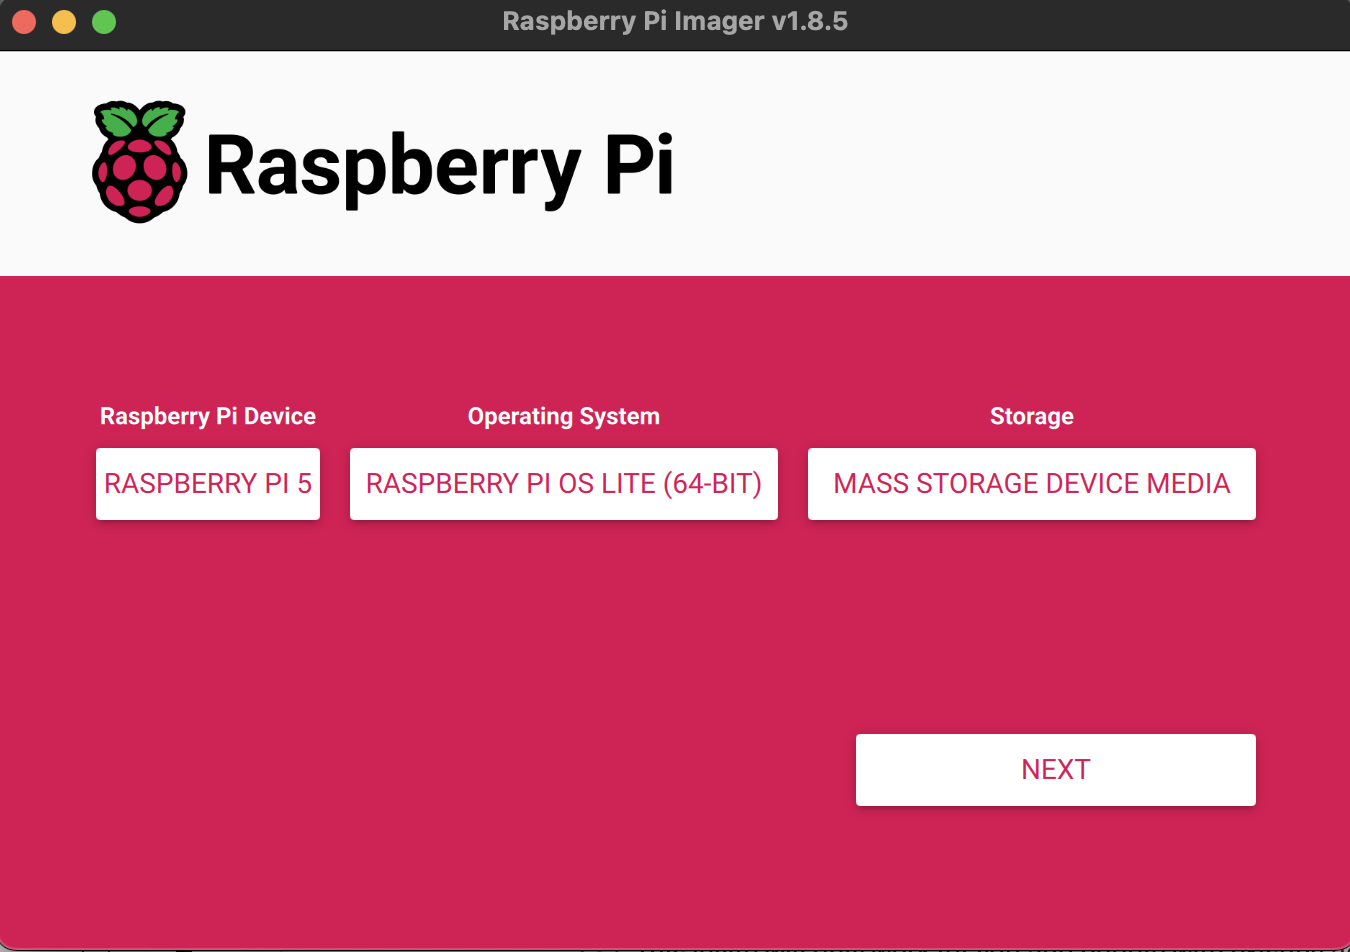 Raspberry Pi Imager v1.8.5
Raspberry Pi
Raspberry Pi Device
Operating System
Storage
RASPBERRY PI 5
RASPBERRY PI OS LITE (64-BIT)
MASS STORAGE DEVICE MEDIA
NEXT